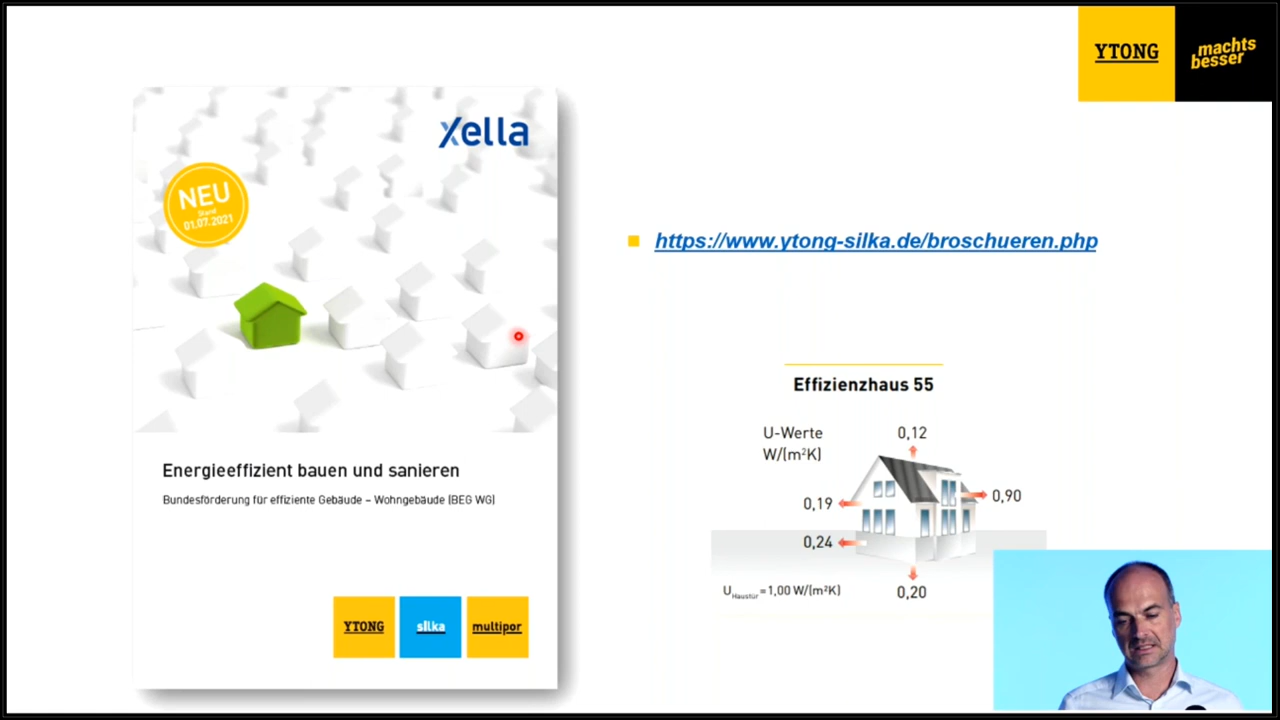 YTONG
machts
besser
Xella
NEU
Stand
01.07.2021
https://www.ytong-silka.de/broschueren.php
Effizienzhaus 55
U-Werte
W/(m²K)
0,12
0,90
0,19
0,24
U Haustür = 1,00 W/(m²K)
0,20
Energieeffizient bauen und sanieren
Bundesförderung für effiziente Gebäude – Wohngebäude (BEG WG)
YTONG
silka
multipor